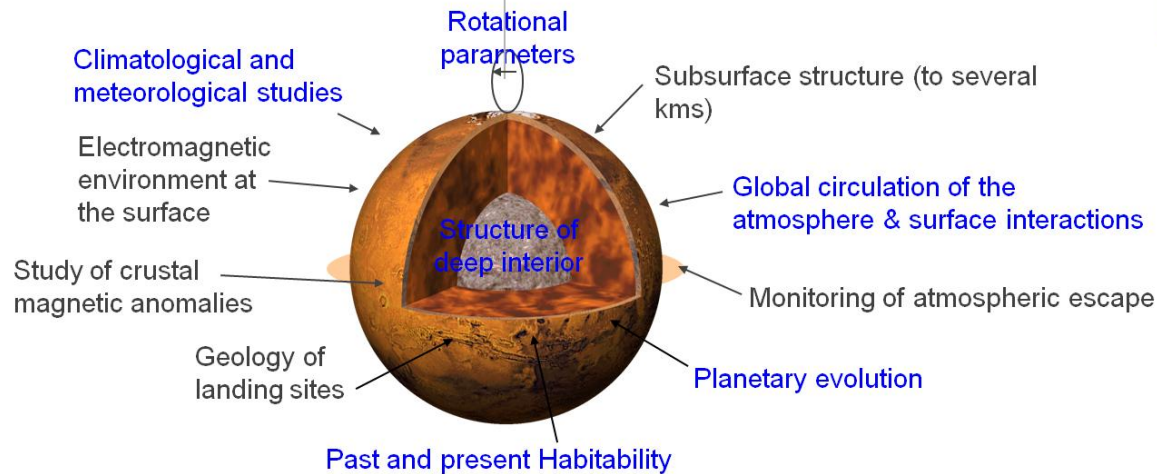 Rotational
parameters
Climatological and
meteorological studies
Subsurface structure (to several
kms)
Electromagnetic
environment at
the surface
Global circulation of the
atmosphere & surface interactions
Structure of
deep interior
Study of crustal
magnetic anomalies
Monitoring of atmospheric escape
Geology of
landing sites
Planetary evolution
Past and present Habitability